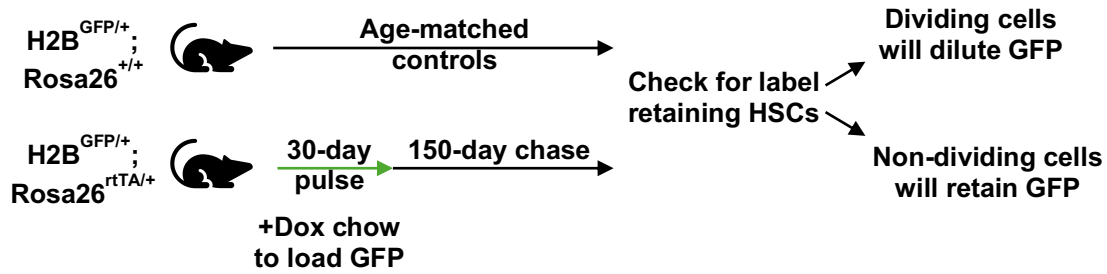 H2B^GFP/+;
Rosa26^+/+
Age-matched
controls
H2B^GFP/+;
Rosa26^rtTA/+
30-day
pulse
150-day chase
+Dox chow
to load GFP
Check for label
retaining HSCs
Dividing cells
will dilute GFP
Non-dividing cells
will retain GFP